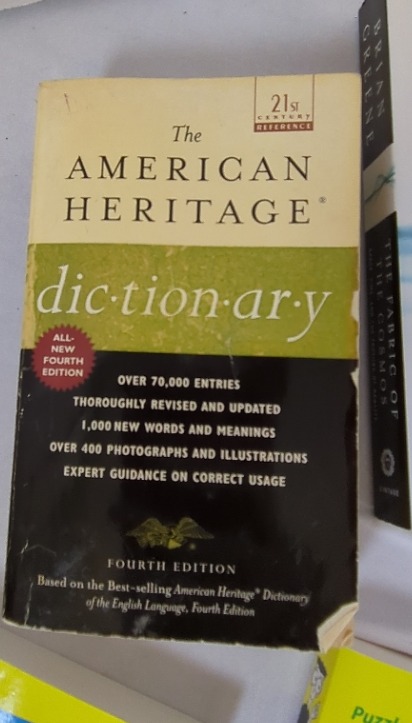 21ST
CENTURY
REFERENCE
The
AMERICAN
HERITAGE®
dic·tion·ar·y
ALL-
NEW
FOURTH
EDITION
OVER 70,000 ENTRIES
THOROUGHLY REVISED AND UPDATED
1,000 NEW WORDS AND MEANINGS
OVER 400 PHOTOGRAPHS AND ILLUSTRATIONS
EXPERT GUIDANCE ON CORRECT USAGE
FOURTH EDITION
Based on the Best-selling American Heritage® Dictionary
of the English Language, Fourth Edition
BRIAN
GREENE
THE FABRIC OF
THE COSMOS
VINTAGE